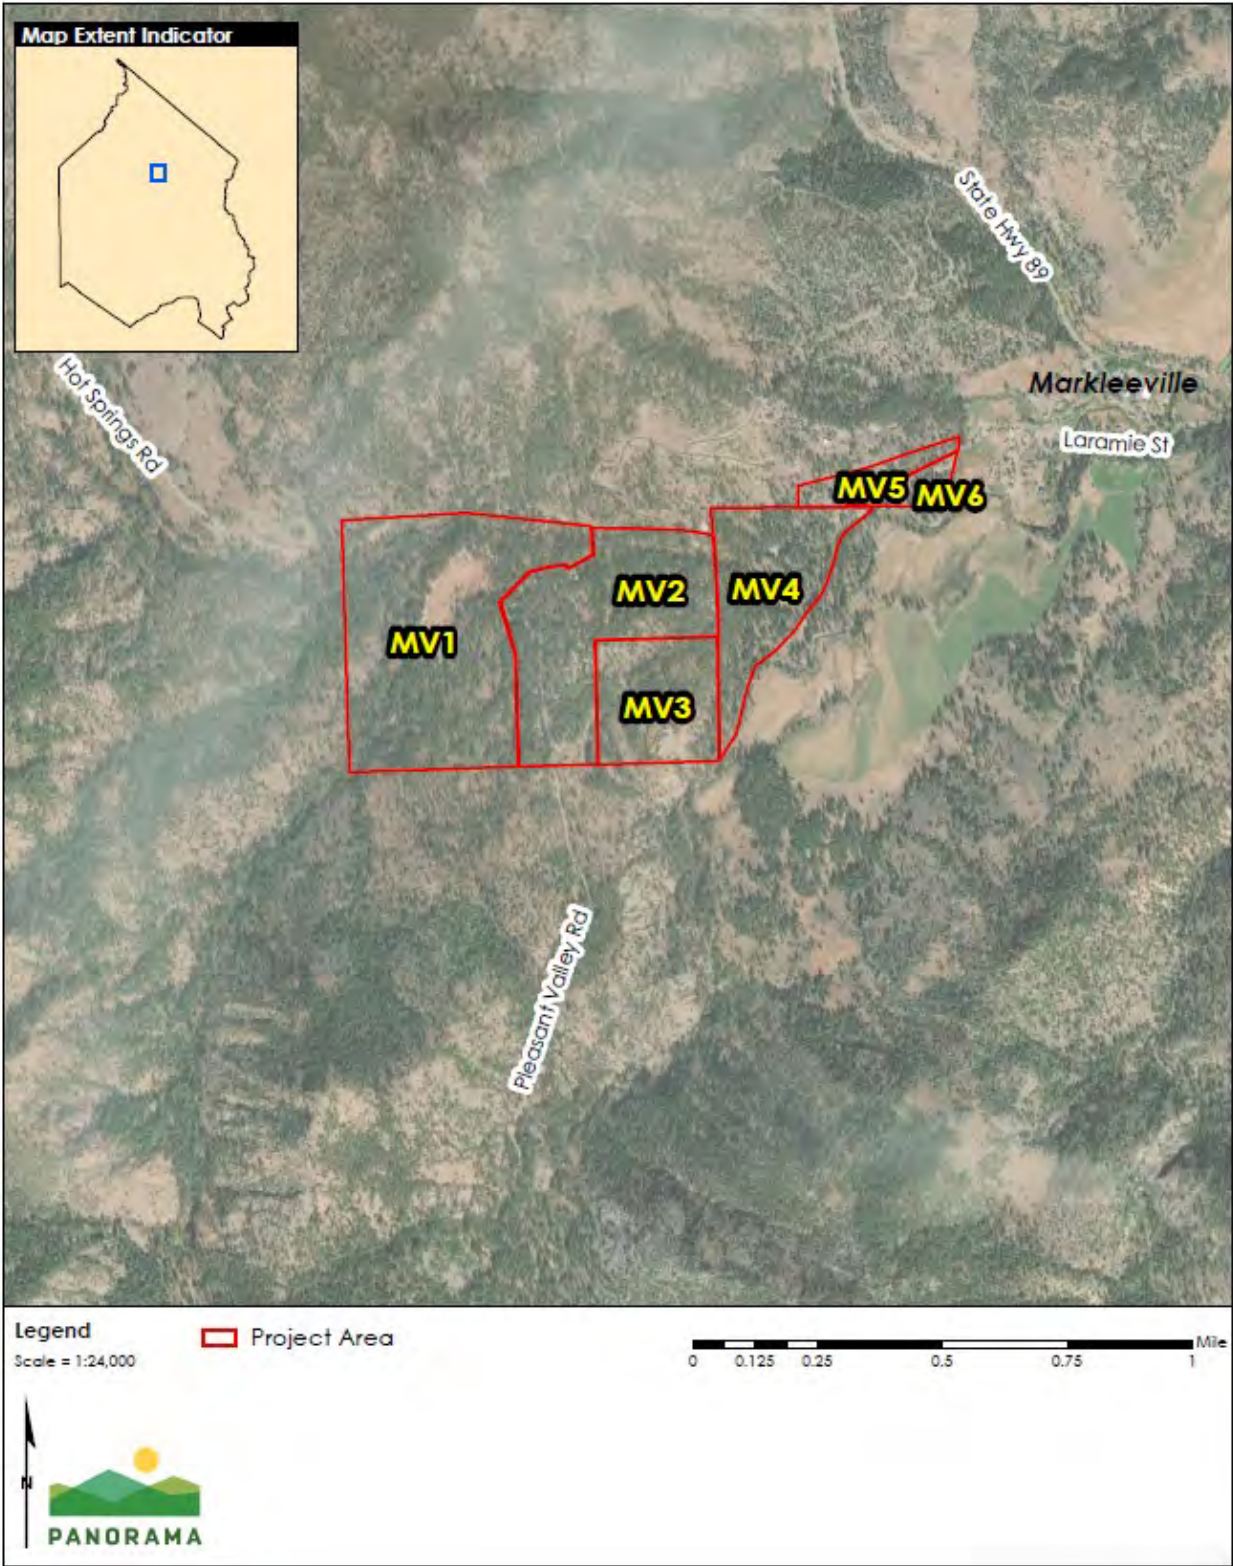 Map Extent Indicator
State Hwy 89
Hot Springs Rd
Markleeville
Laramie St
MV5
MV6
MV2
MV4
MV1
MV3
Pleasant Valley Rd
Legend
Project Area
Scale = 1:24,000
Mile
0 0.125 0.25 0.5 0.75 1
N
PANORAMA